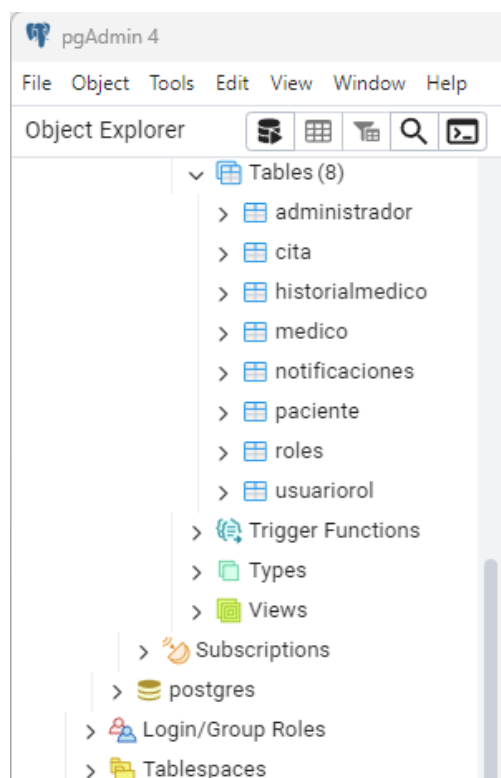 pgAdmin 4
File Object Tools Edit View Window Help
Object Explorer
Tables (8)
administrador
cita
historialmedico
medico
notificaciones
paciente
roles
usuariorol
Trigger Functions
Types
Views
Subscriptions
postgres
Login/Group Roles
Tablespaces